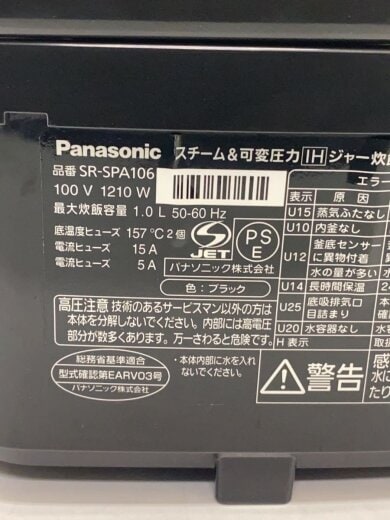 Panasonic スチーム&可変圧力 IH ジャー炊
品番 SR-SPA106
100 V 1210 W
最大炊飯容量 1.0 L 50-60 Hz
底温度ヒューズ 157 ℃ 2個
電流ヒューズ 15 A
電流ヒューズ 5 A
S JET
PS E
パナソニック株式会社
色:ブラック
高圧注意 技術のあるサービスマン以外の方は
本体を分解しないでください。内部には高電圧
部分が数多くあります。万一さわると危険です。
総務省基準適合
型式確認第EARV03号
パナソニック株式会社
・本体内部に水を入れ
ないでください。
エラー
表示 原因
U15 蒸気ふたなし
U10 内釜なし
U12 釜底センサー
に異物付着
水の量が多い
U14 長時間保温
U25 底吸排気口
目詰まり
U20 水容器なし
H 表示
警告
感
水に
たり